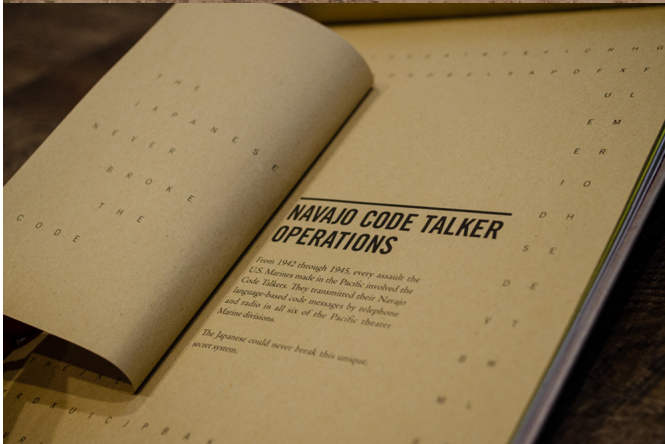 THE
JAPANESE
NEVER
BROKE
THE
CODE
NAVAJO CODE TALKER
OPERATIONS
From 1942 through 1945, every assault the
U.S. Marines made in the Pacific involved the
Code Talkers. They transmitted their Navajo
language-based code messages by telephone
and radio in all six of the Pacific theater
Marine divisions.
The Japanese could never break this unique,
secret system.
U L
E M
E R
I O
D H
S E
D E
V T
B W
M L